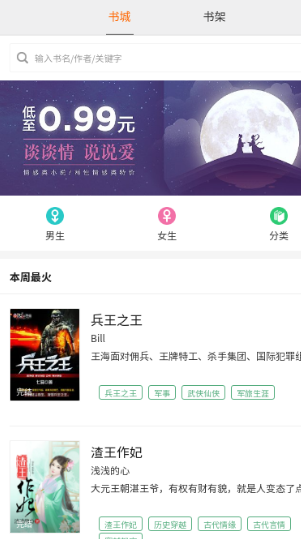 书城 书架
输入书名/作者/关键字
低至0.99元
谈谈情 说说爱
男生 女生 分类
本周最火
兵王之王
Bill
王海面对佣兵、王牌特工、杀手集团、国际犯罪组
兵王之王 军事 武侠仙侠 军旅生涯
完结
渣王作妃
浅浅的心
大元王朝湛王爷，有权有财有貌，就是人变态了点
渣王作妃 历史穿越 古代情缘 古代言情
渣王作妃
完结